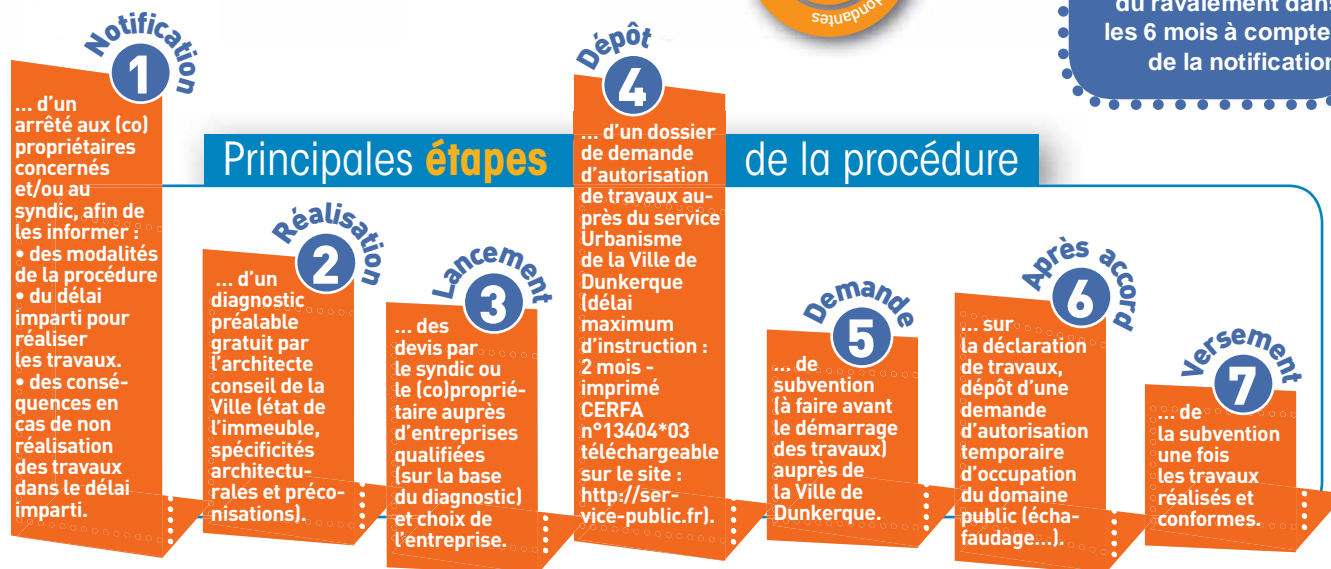 ondantes
du ravalement dans
les 6 mois à compte
de la notification
Principales étapes de la procédure
Notification
1
... d'un
arrêté aux (co)
propriétaires
concernés
et/ou au
syndic, afin de
les informer :
• des modalités
de la procédure
• du délai
imparti pour
réaliser
les travaux.
• des consé-
quences en
cas de non
réalisation
des travaux
dans le délai
imparti.
Réalisation
2
... d'un
diagnostic
préalable
gratuit par
l'architecte
conseil de la
Ville (état de
l'immeuble,
spécificités
architectu-
rales et préco-
nisations).
Lancement
3
... des
devis par
le syndic ou
le (co)proprié-
taire auprès
d'entreprises
qualifiées
(sur la base
du diagnostic)
et choix de
l'entreprise.
Dépôt
4
... d'un dossier
de demande
d'autorisation
de travaux au-
près du service
Urbanisme
de la Ville de
Dunkerque
(délai
maximum
d'instruction :
2 mois -
imprimé
CERFA
n°13404*03
téléchargeable
sur le site :
http://ser-
vice-public.fr).
Demande
5
... de
subvention
(à faire avant
le démarrage
des travaux)
auprès de
la Ville de
Dunkerque.
Après accord
6
... sur
la déclaration
de travaux,
dépôt d'une
demande
d'autorisation
temporaire
d'occupation
du domaine
public (écha-
faudage...).
Versement
7
... de
la subvention
une fois
les travaux
réalisés et
conformes.